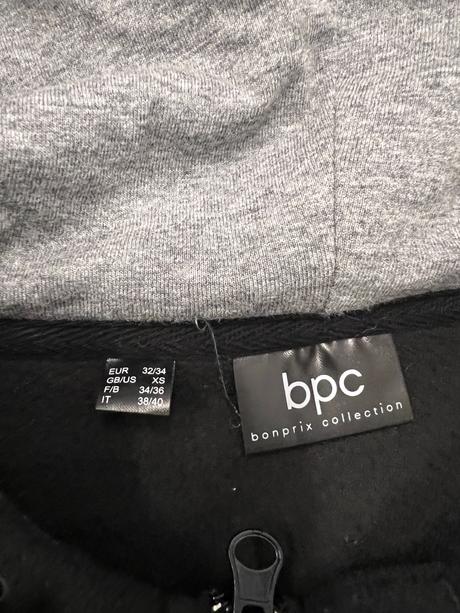 EUR 32/34
GB/US XS
F/B 34/36
IT 38/40
bpc
bonprix collection